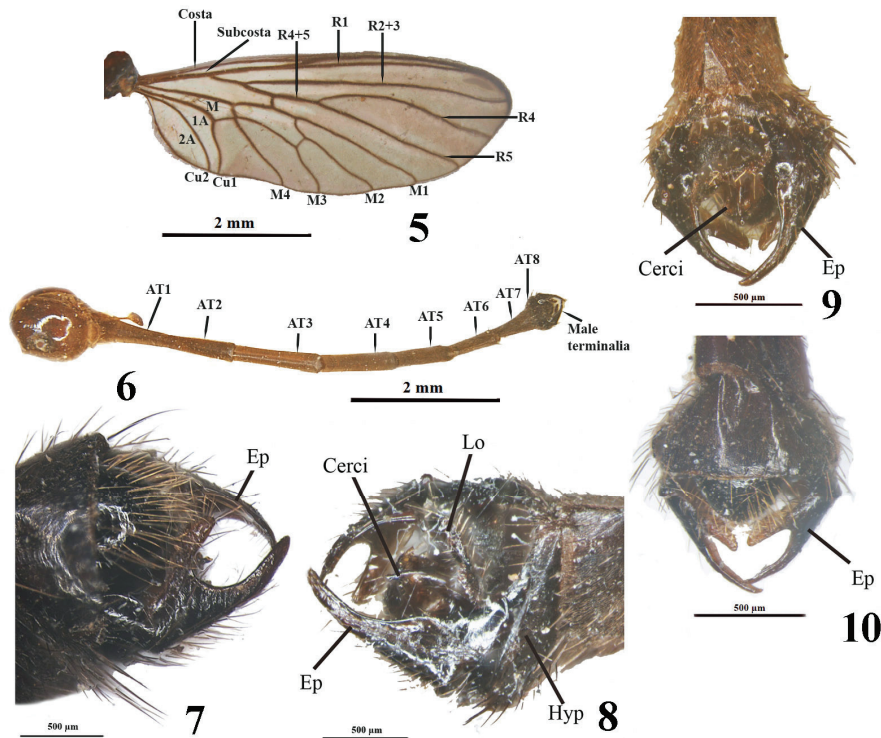 Costa
Subcosta
R4+5
R1
R2+3
M
1A
2A
R4
R5
Cu2
Cu1
M4
M3
M2
M1
2 mm
5
Cerci
Ep
500 µm
9
AT1
AT2
AT3
AT4
AT5
AT6
AT7
AT8
Male
terminalia
2 mm
6
Ep
500 µm
7
Cerci
Lo
Ep
Hyp
500 µm
8
Ep
500 µm
10